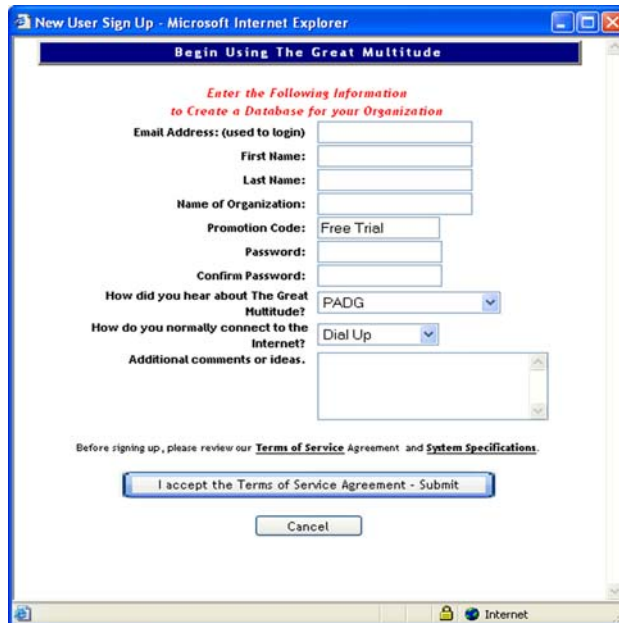 New User Sign Up - Microsoft Internet Explorer
Begin Using The Great Multitude
Enter the Following Information
to Create a Database for your Organization
Email Address: (used to login)
First Name:
Last Name:
Name of Organization:
Promotion Code: Free Trial
Password:
Confirm Password:
How did you hear about The Great
Multitude? PADG
How do you normally connect to the
Internet? Dial Up
Additional comments or ideas.
Before signing up, please review our Terms of Service Agreement and System Specifications.
I accept the Terms of Service Agreement - Submit
Cancel
Internet